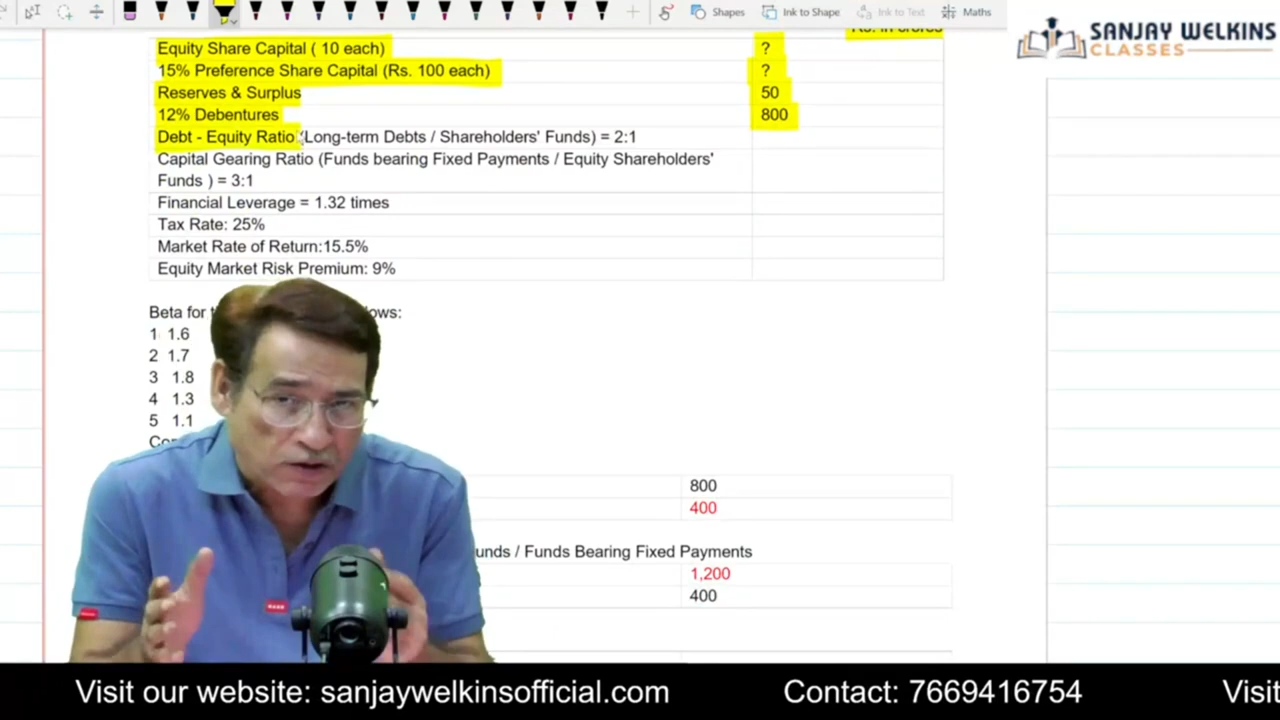 Shapes
Ink to Shape
Ink to Text
Maths
SANJAY WELKINS
CLASSES
Rs. in crores
Equity Share Capital ( 10 each) ?
15% Preference Share Capital (Rs. 100 each) ?
Reserves & Surplus 50
12% Debentures 800
Debt - Equity Ratio (Long-term Debts / Shareholders' Funds) = 2:1
Capital Gearing Ratio (Funds bearing Fixed Payments / Equity Shareholders'
Funds ) = 3:1
Financial Leverage = 1.32 times
Tax Rate: 25%
Market Rate of Return:15.5%
Equity Market Risk Premium: 9%
Beta for
1 1.6
2 1.7
3 1.8
4 1.3
5 1.1
800
400
/ Funds Bearing Fixed Payments
1,200
400
Visit our website: sanjaywelkinsofficial.com Contact: 7669416754 Visit